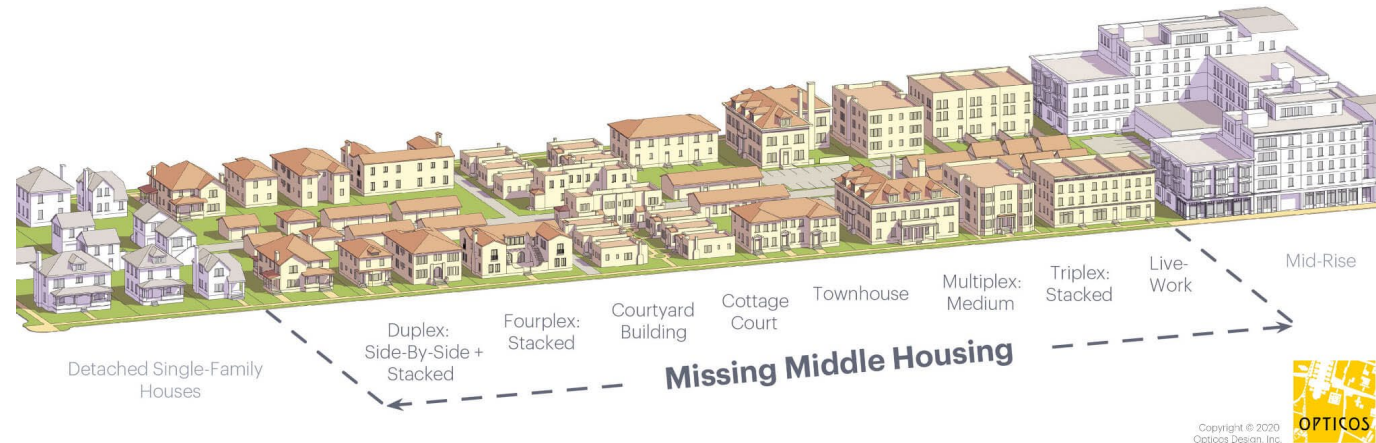 Detached Single-Family
Houses
Duplex:
Side-By-Side +
Stacked
Fourplex:
Stacked
Courtyard
Building
Cottage
Court
Townhouse
Multiplex:
Medium
Triplex:
Stacked
Live-
Work
Mid-Rise
Missing Middle Housing
Copyright © 2020
Opticos Design, Inc.
OPTICOS